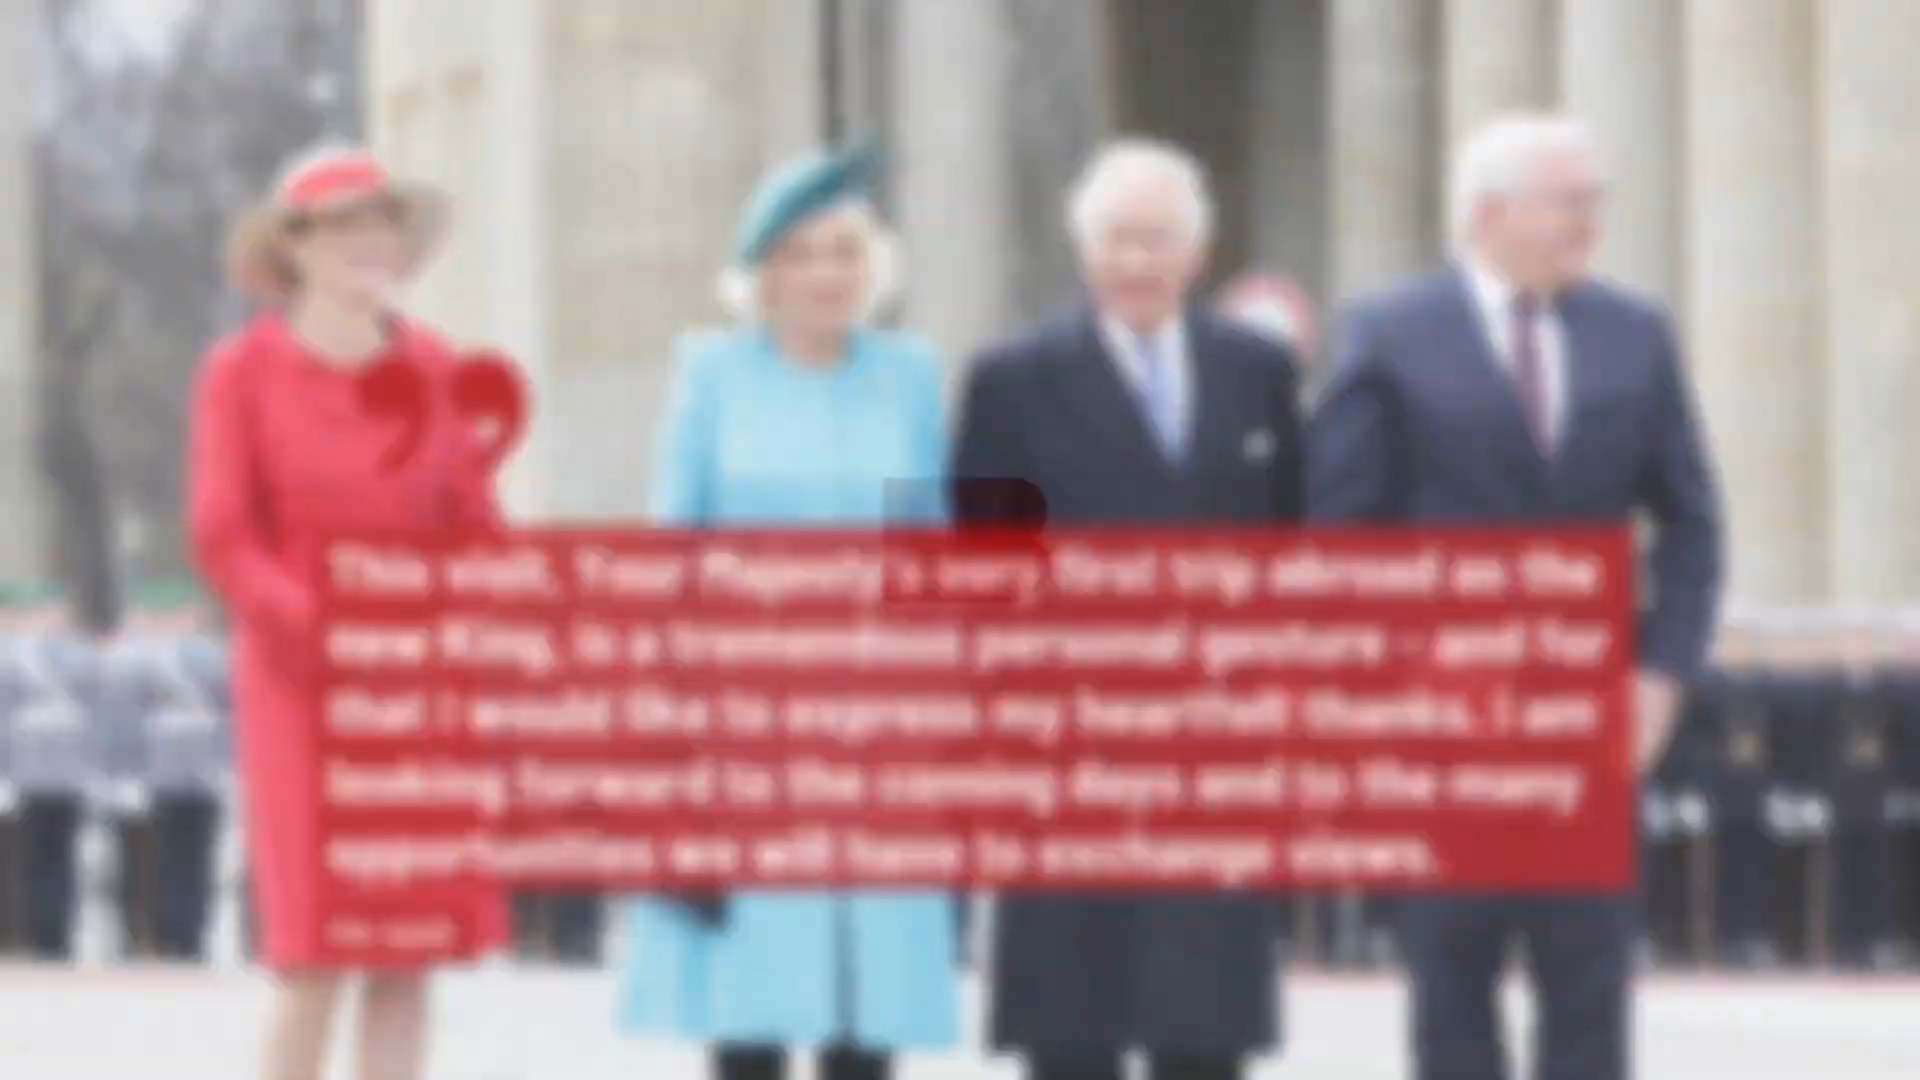 This visit, Your Majesty's very first trip abroad as the
new King, is a tremendous personal gesture – and for
that I would like to express my heartfelt thanks. I am
looking forward to the coming days and to the many
opportunities we will have to exchange views.
he said